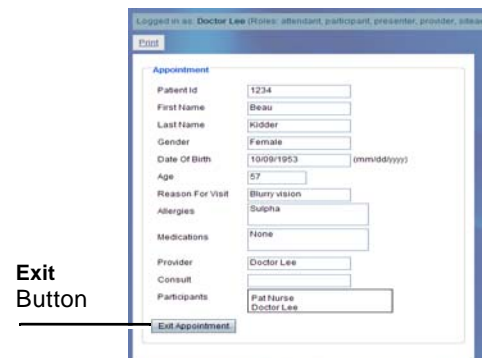 Logged in as: Doctor Lee (Roles: attendant, participant, presenter, provider,
Print
Appointment
Patient Id 1234
First Name Beau
Last Name Kidder
Gender Female
Date Of Birth 10/09/1953 (mm/dd/yyyy)
Age 57
Reason For Visit Blurry vision
Allergies Sulpha
Medications None
Provider Doctor Lee
Consult
Participants Pat Nurse
Doctor Lee
Exit Appointment
Exit
Button